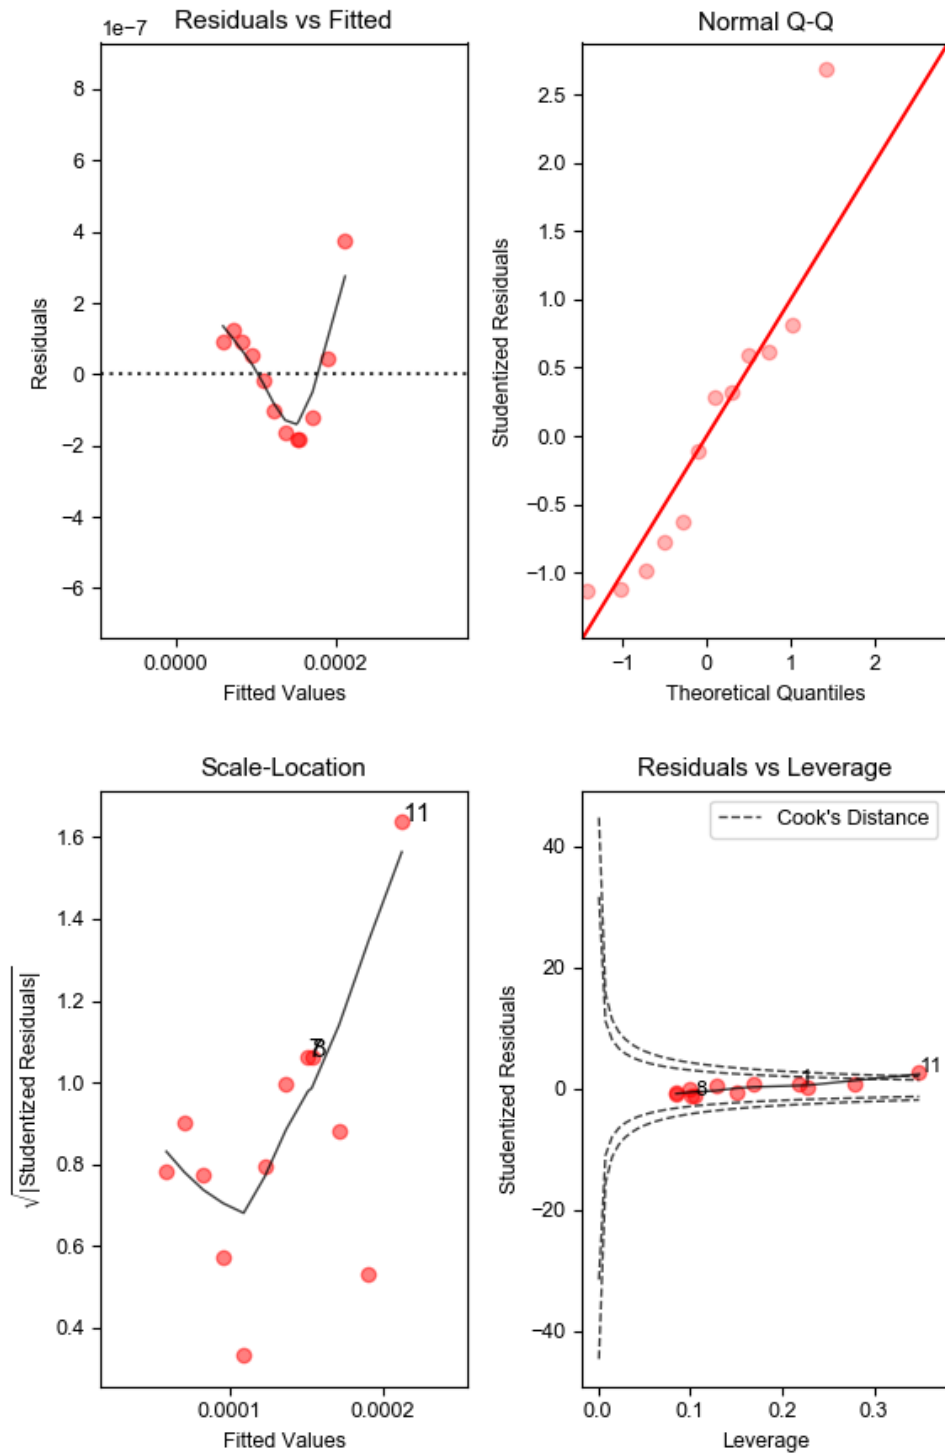 Residuals vs Fitted
1e−7
8
6
4
2
0
−2
−4
−6
Residuals
0.0000 0.0002
Fitted Values
Normal Q-Q
2.5
2.0
1.5
1.0
0.5
0.0
−0.5
−1.0
Studentized Residuals
−1 0 1 2
Theoretical Quantiles
Scale-Location
11
1.6
1.4
1.2
1.0
0.8
0.6
0.4
7
8
√|Studentized Residuals|
0.0001 0.0002
Fitted Values
Residuals vs Leverage
Cook's Distance
40
20
0
−20
−40
8
1
11
Studentized Residuals
0.0 0.1 0.2 0.3
Leverage